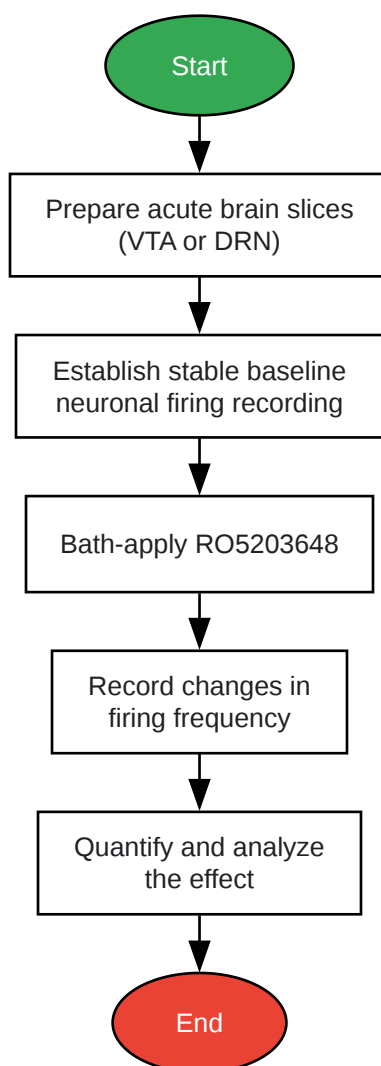 Start
Prepare acute brain slices
(VTA or DRN)
Establish stable baseline
neuronal firing recording
Bath-apply RO5203648
Record changes in
firing frequency
Quantify and analyze
the effect
End